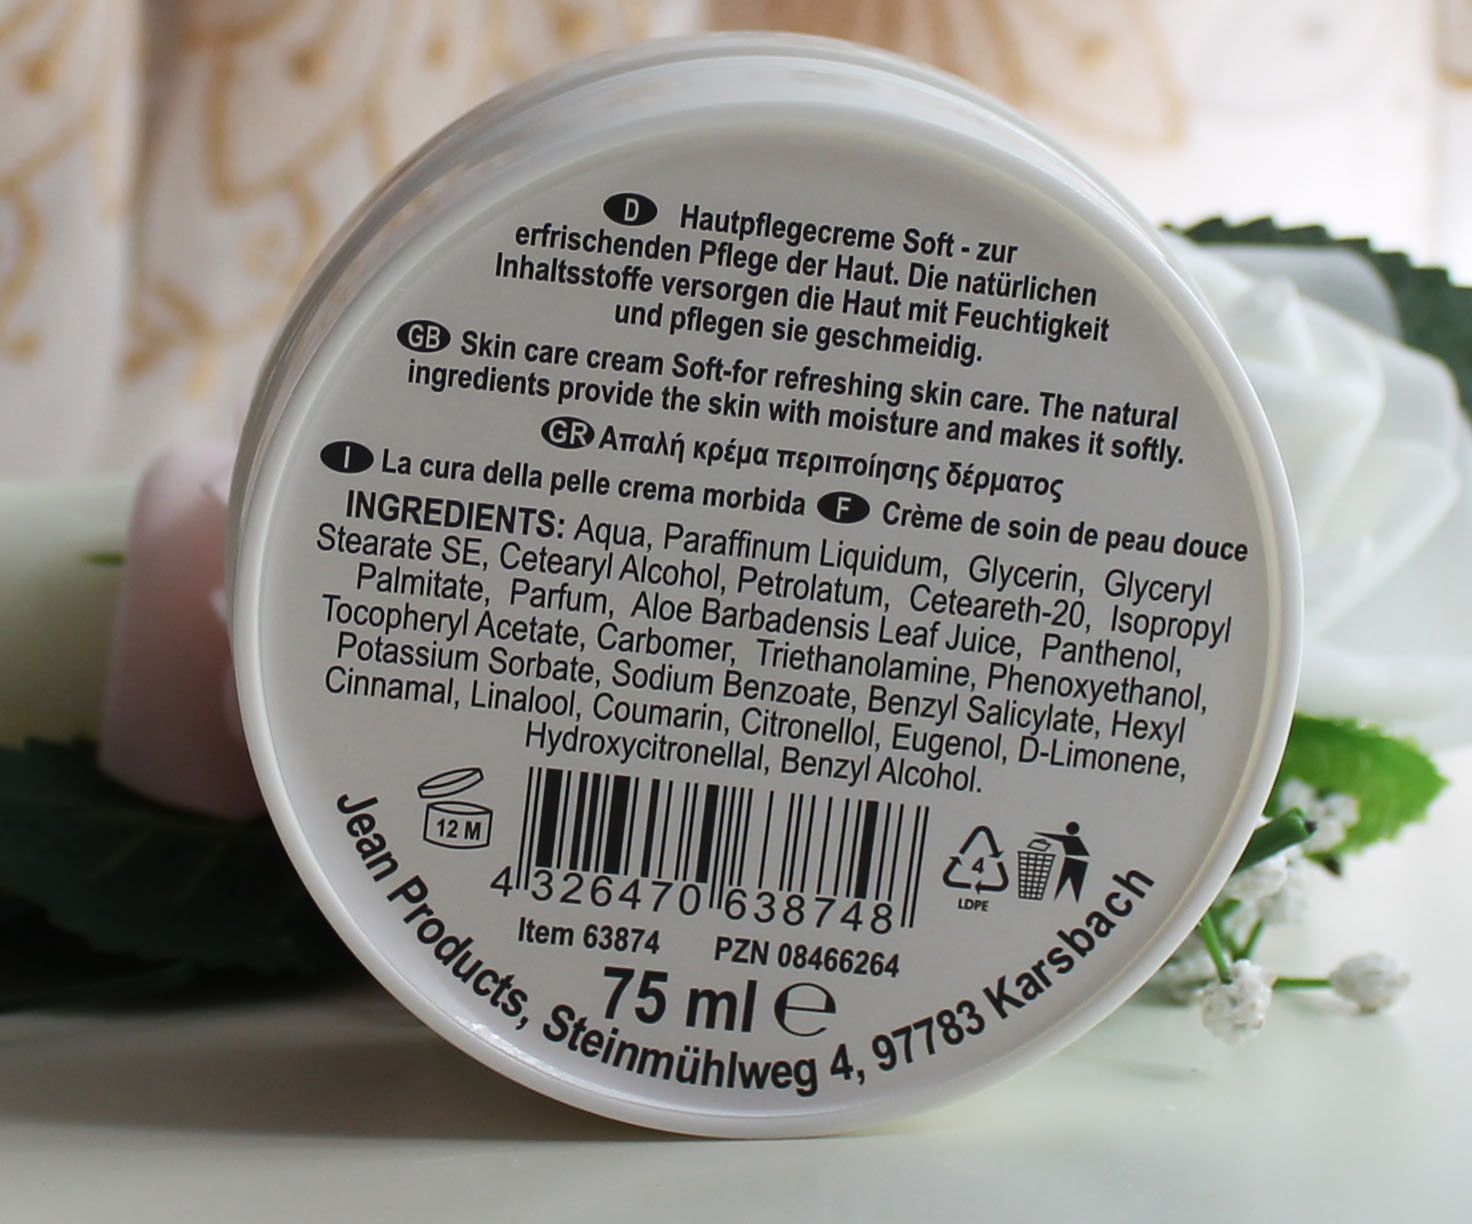 D Hautpflegecreme Soft - zur
erfrischenden Pflege der Haut. Die natürlichen
Inhaltsstoffe versorgen die Haut mit Feuchtigkeit
und pflegen sie geschmeidig.
GB Skin care cream Soft-for refreshing skin care. The natural
ingredients provide the skin with moisture and makes it softly.
GR Απαλή κρέμα περιποίησης δέρματος
I La cura della pelle crema morbida F Crème de soin de peau douce
INGREDIENTS: Aqua, Paraffinum Liquidum, Glycerin, Glyceryl
Stearate SE, Cetearyl Alcohol, Petrolatum, Ceteareth-20, Isopropyl
Palmitate, Parfum, Aloe Barbadensis Leaf Juice, Panthenol,
Tocopheryl Acetate, Carbomer, Triethanolamine, Phenoxyethanol,
Potassium Sorbate, Sodium Benzoate, Benzyl Salicylate, Hexyl
Cinnamal, Linalool, Coumarin, Citronellol, Eugenol, D-Limonene,
Hydroxycitronellal, Benzyl Alcohol.
12 M
4 326470 638748
4
LDPE
Item 63874 PZN 08466264
75 ml e
Jean Products, Steinmühlweg 4, 97783 Karsbach